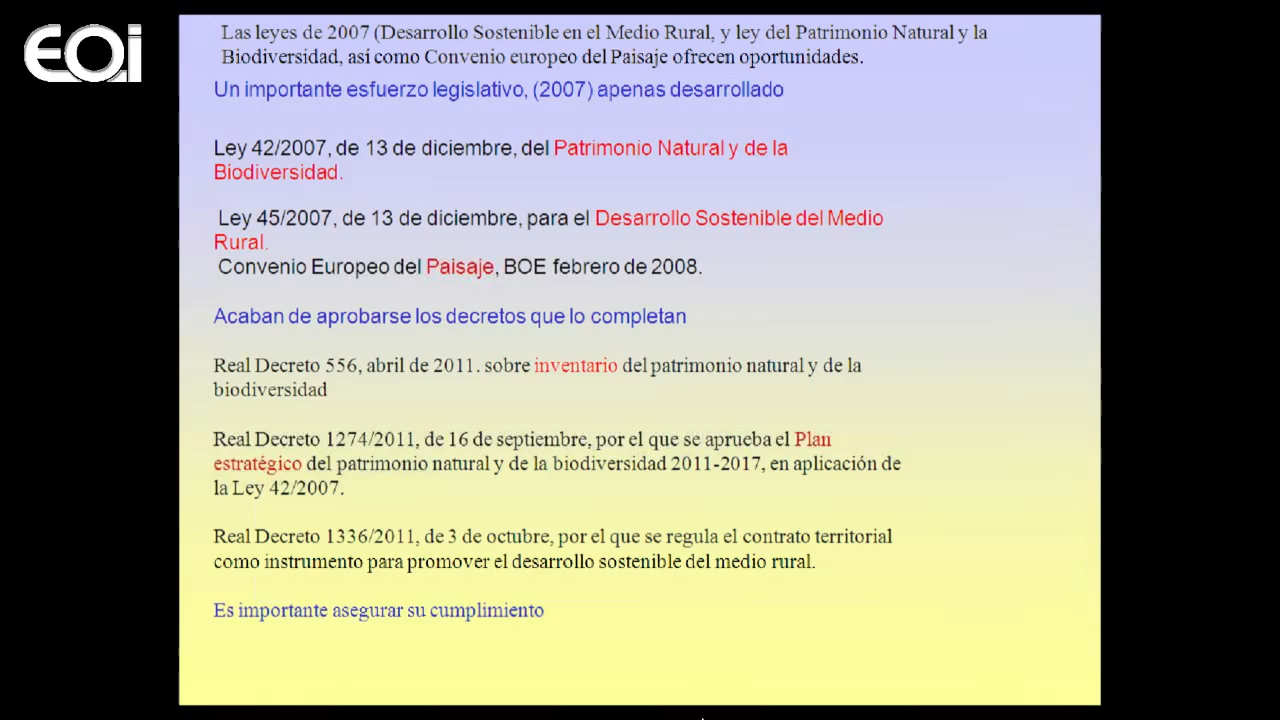 EOi
Las leyes de 2007 (Desarrollo Sostenible en el Medio Rural, y ley del Patrimonio Natural y la
Biodiversidad, así como Convenio europeo del Paisaje ofrecen oportunidades.
Un importante esfuerzo legislativo, (2007) apenas desarrollado
Ley 42/2007, de 13 de diciembre, del Patrimonio Natural y de la
Biodiversidad.
Ley 45/2007, de 13 de diciembre, para el Desarrollo Sostenible del Medio
Rural.
Convenio Europeo del Paisaje, BOE febrero de 2008.
Acaban de aprobarse los decretos que lo completan
Real Decreto 556, abril de 2011. sobre inventario del patrimonio natural y de la
biodiversidad
Real Decreto 1274/2011, de 16 de septiembre, por el que se aprueba el Plan
estratégico del patrimonio natural y de la biodiversidad 2011-2017, en aplicación de
la Ley 42/2007.
Real Decreto 1336/2011, de 3 de octubre, por el que se regula el contrato territorial
como instrumento para promover el desarrollo sostenible del medio rural.
Es importante asegurar su cumplimiento